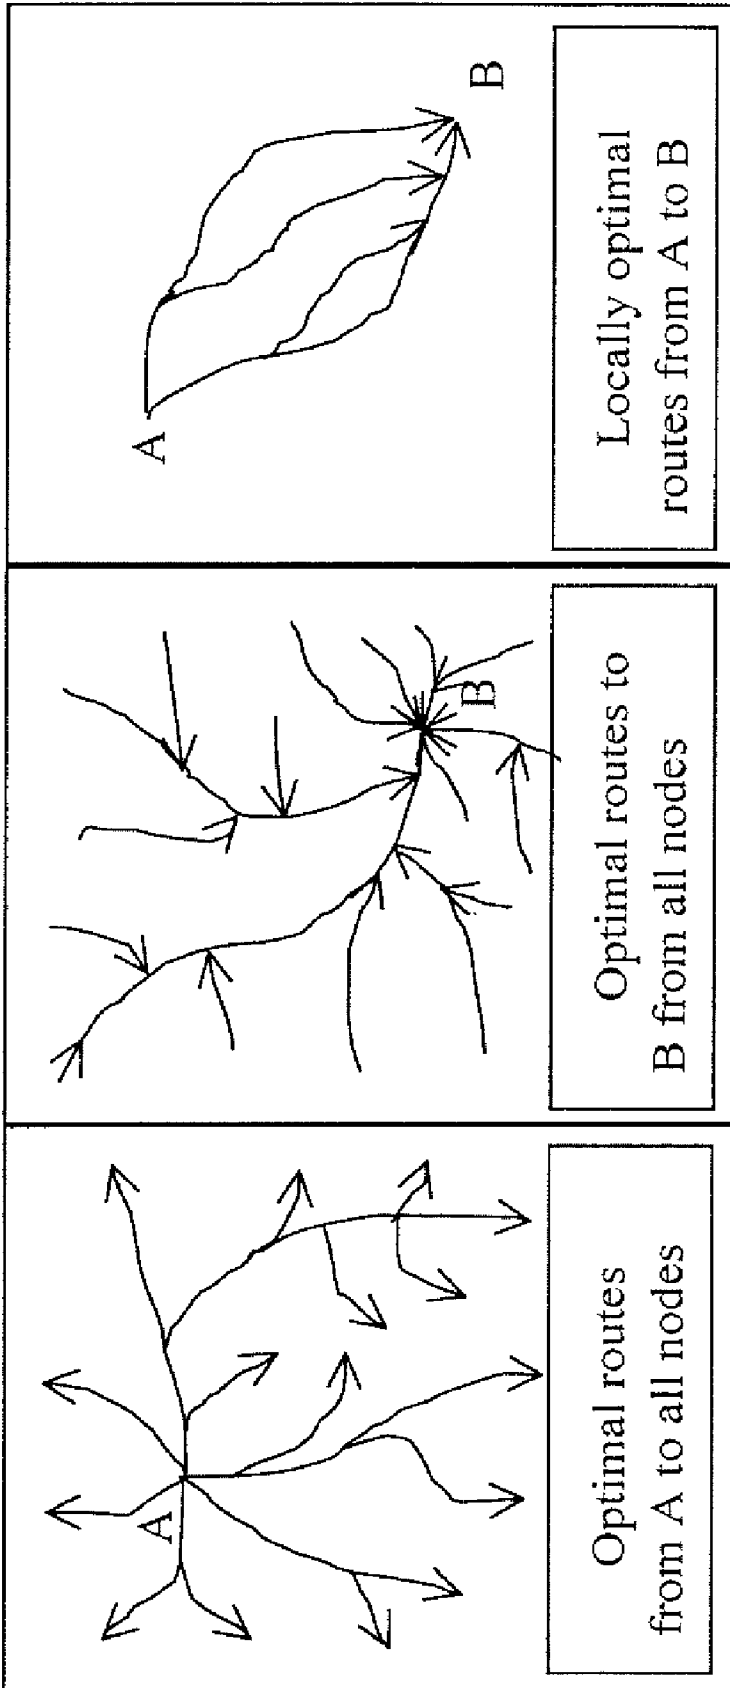 A
Optimal routes
from A to all nodes
B
Optimal routes to
B from all nodes
A
B
Locally optimal
routes from A to B